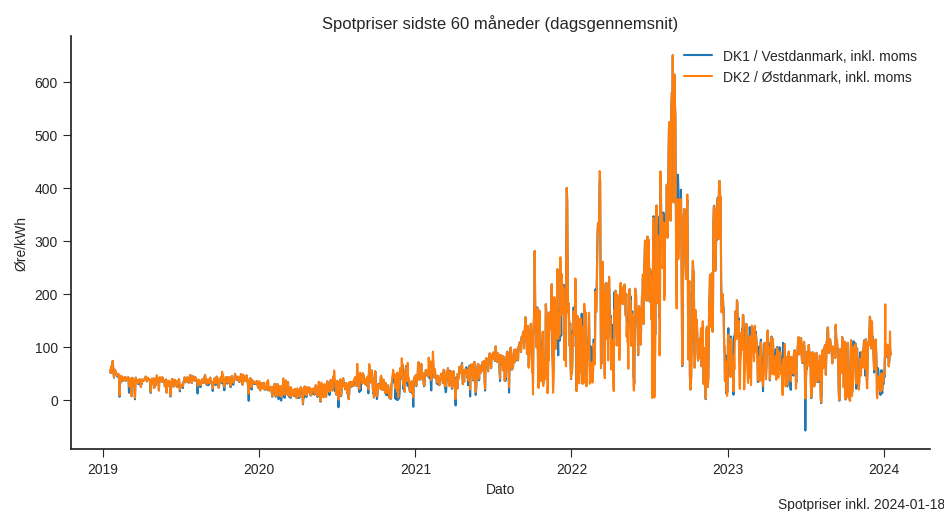 Spotpriser sidste 60 måneder (dagsgennemsnit)
DK1 / Vestdanmark, inkl. moms
DK2 / Østdanmark, inkl. moms
600
500
400
300
200
100
0
Øre/kWh
2019 2020 2021 2022 2023 2024
Dato
Spotpriser inkl. 2024-01-18